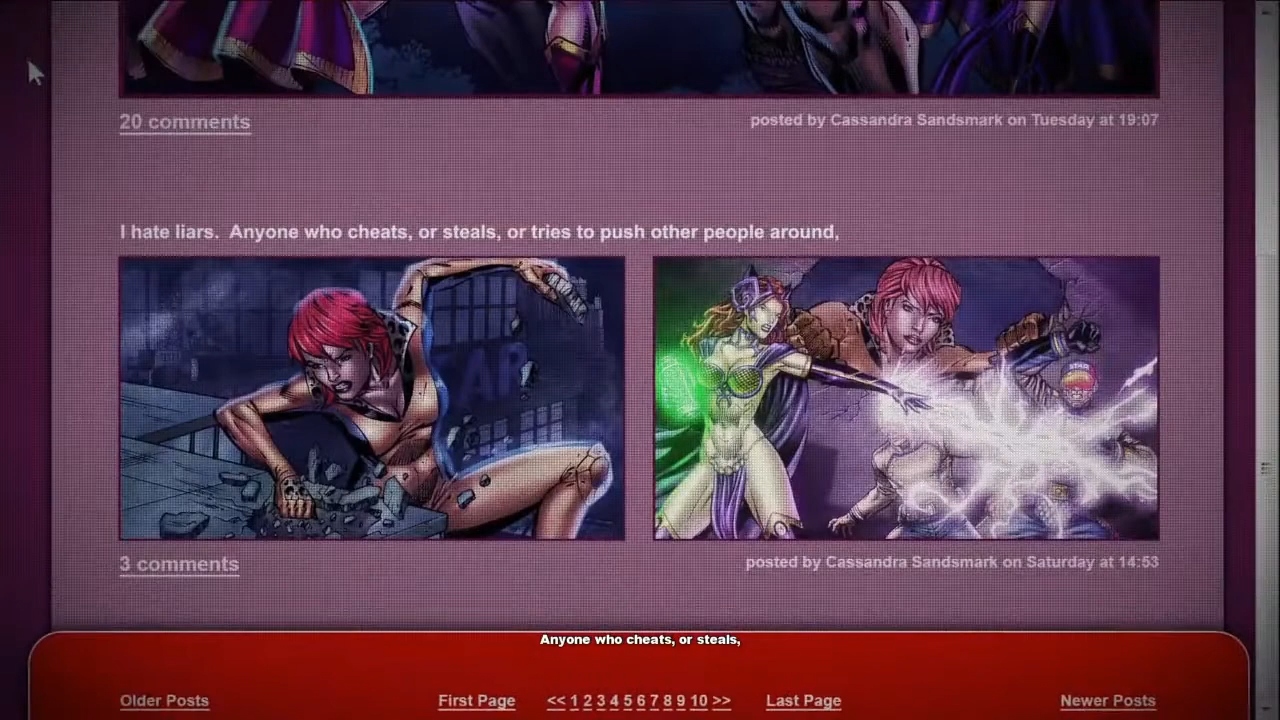 20 comments
posted by Cassandra Sandsmark on Tuesday at 19:07
I hate liars.  Anyone who cheats, or steals, or tries to push other people around,
3 comments
posted by Cassandra Sandsmark on Saturday at 14:53
Anyone who cheats, or steals,
Older Posts
First Page
<< 1 2 3 4 5 6 7 8 9 10 >>
Last Page
Newer Posts